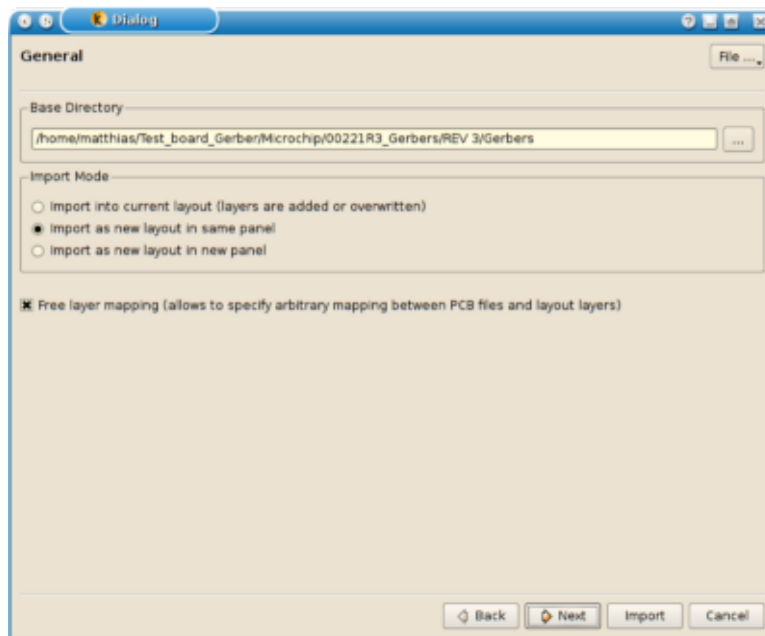 Dialog
General
File ...
Base Directory
/home/matthias/Test_board_Gerber/Microchip/00221R3_Gerbers/REV 3/Gerbers
...
Import Mode
Import into current layout (layers are added or overwritten)
Import as new layout in same panel
Import as new layout in new panel
Free layer mapping (allows to specify arbitrary mapping between PCB files and layout layers)
Back
Next
Import
Cancel